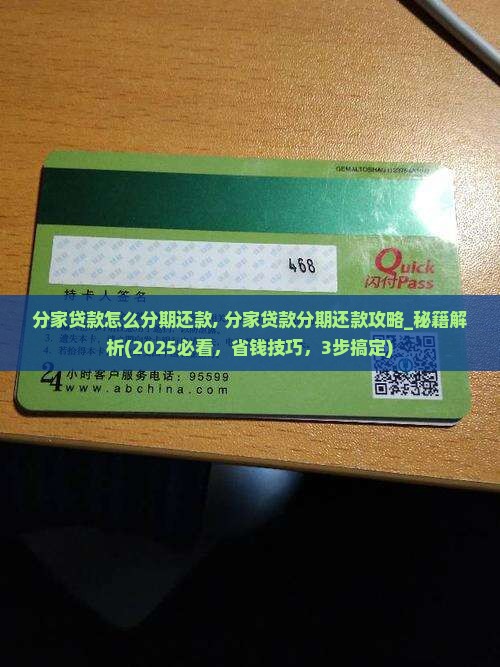 468
Quick
闪付Pass
持卡人签名
分家贷款怎么分期还款, 分家贷款分期还款攻略_秘籍解
析(2025必看，省钱技巧，3步搞定)
24小时客户服务电话：95599
www.abchina.com